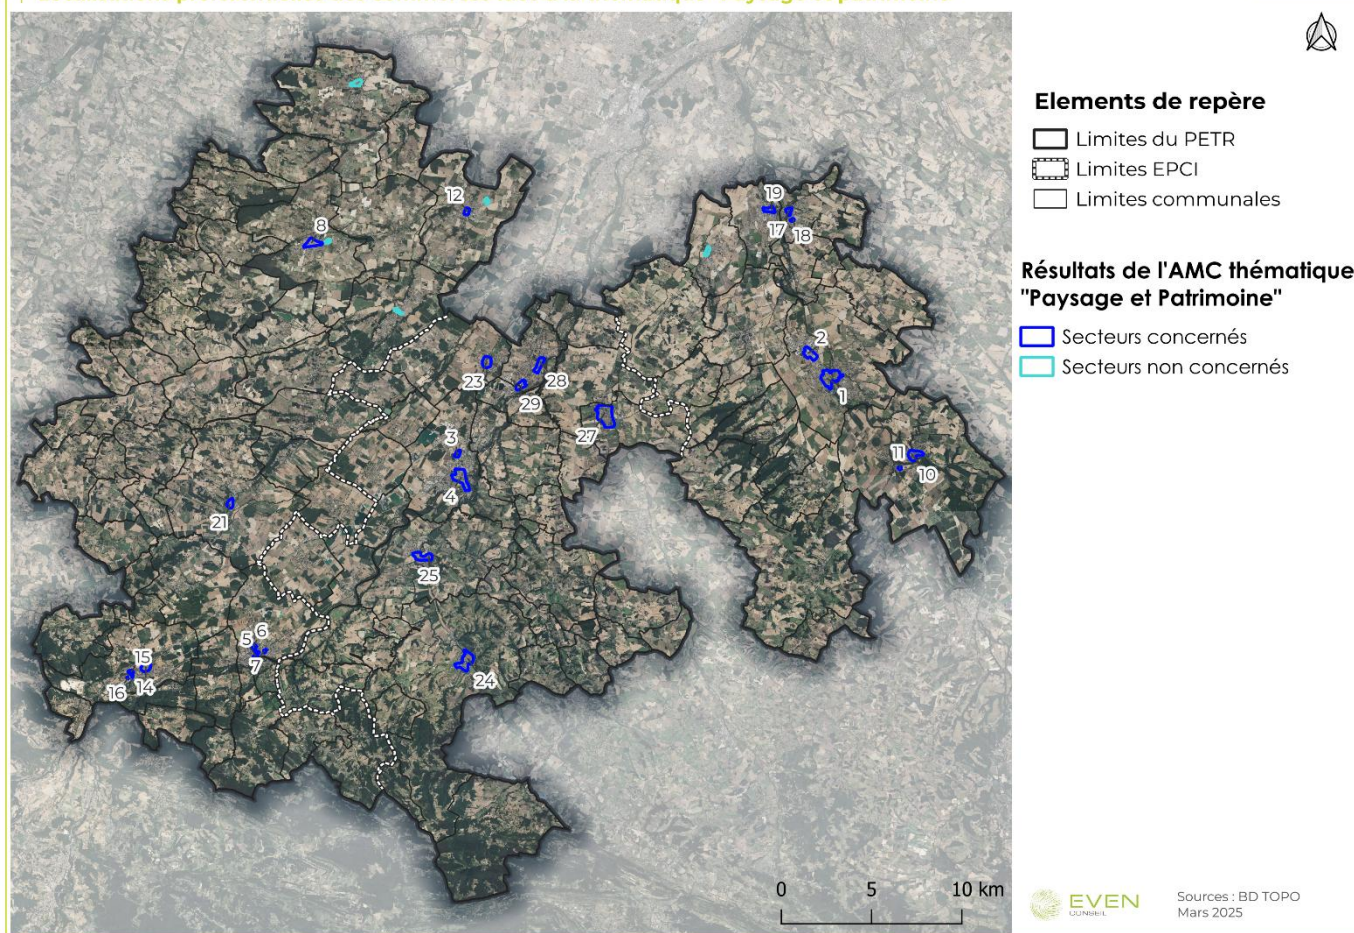 Elements de repère
Limites du PETR
Limites EPCI
Limites communales
Résultats de l'AMC thématique
"Paysage et Patrimoine"
Secteurs concernés
Secteurs non concernés
12
8
19
17
18
2
1
23
28
29
27
3
4
11
10
21
25
5
6
7
15
14
16
24
0
5
10 km
EVEN
CONSEIL
Sources : BD TOPO
Mars 2025